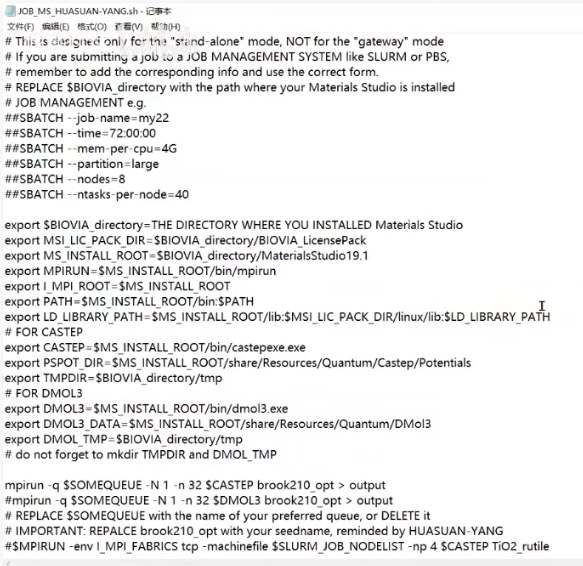 JOB_MS_HUASUAN-YANG.sh - 记事本
文件(F) 编辑(E) 格式(O) 查看(V) 帮助(H)
# This is designed only for the "stand-alone" mode, NOT for the "gateway" mode
# If you are submitting a job to a JOB MANAGEMENT SYSTEM like SLURM or PBS,
# remember to add the corresponding info and use the correct form.
# REPLACE $BIOVIA_directory with the path where your Materials Studio is installed
# JOB MANAGEMENT e.g.
##SBATCH --job-name=my22
##SBATCH --time=72:00:00
##SBATCH --mem-per-cpu=4G
##SBATCH --partition=large
##SBATCH --nodes=8
##SBATCH --ntasks-per-node=40
export $BIOVIA_directory=THE DIRECTORY WHERE YOU INSTALLED Materials Studio
export MSI_LIC_PACK_DIR=$BIOVIA_directory/BIOVIA_LicensePack
export MS_INSTALL_ROOT=$BIOVIA_directory/MaterialsStudio19.1
export MPIRUN=$MS_INSTALL_ROOT/bin/mpirun
export I_MPI_ROOT=$MS_INSTALL_ROOT
export PATH=$MS_INSTALL_ROOT/bin:$PATH
export LD_LIBRARY_PATH=$MS_INSTALL_ROOT/lib:$MSI_LIC_PACK_DIR/linux/lib:$LD_LIBRARY_PATH
# FOR CASTEP
export CASTEP=$MS_INSTALL_ROOT/bin/castepexe.exe
export PSPOT_DIR=$MS_INSTALL_ROOT/share/Resources/Quantum/Castep/Potentials
export TMPDIR=$BIOVIA_directory/tmp
# FOR DMOL3
export DMOL3=$MS_INSTALL_ROOT/bin/dmol3.exe
export DMOL3_DATA=$MS_INSTALL_ROOT/share/Resources/Quantum/DMol3
export DMOL_TMP=$BIOVIA_directory/tmp
# do not forget to mkdir TMPDIR and DMOL_TMP
mpirun -q $SOMEQUEUE -N 1 -n 32 $CASTEP brook210_opt > output
#mpirun -q $SOMEQUEUE -N 1 -n 32 $DMOL3 brook210_opt > output
# REPLACE $SOMEQUEUE with the name of your preferred queue, or DELETE it
# IMPORTANT: REPALCE brook210_opt with your seedname, reminded by HUASUAN-YANG
#$MPIRUN -env I_MPI_FABRICS tcp -machinefile $SLURM_JOB_NODELIST -np 4 $CASTEP TiO2_rutile